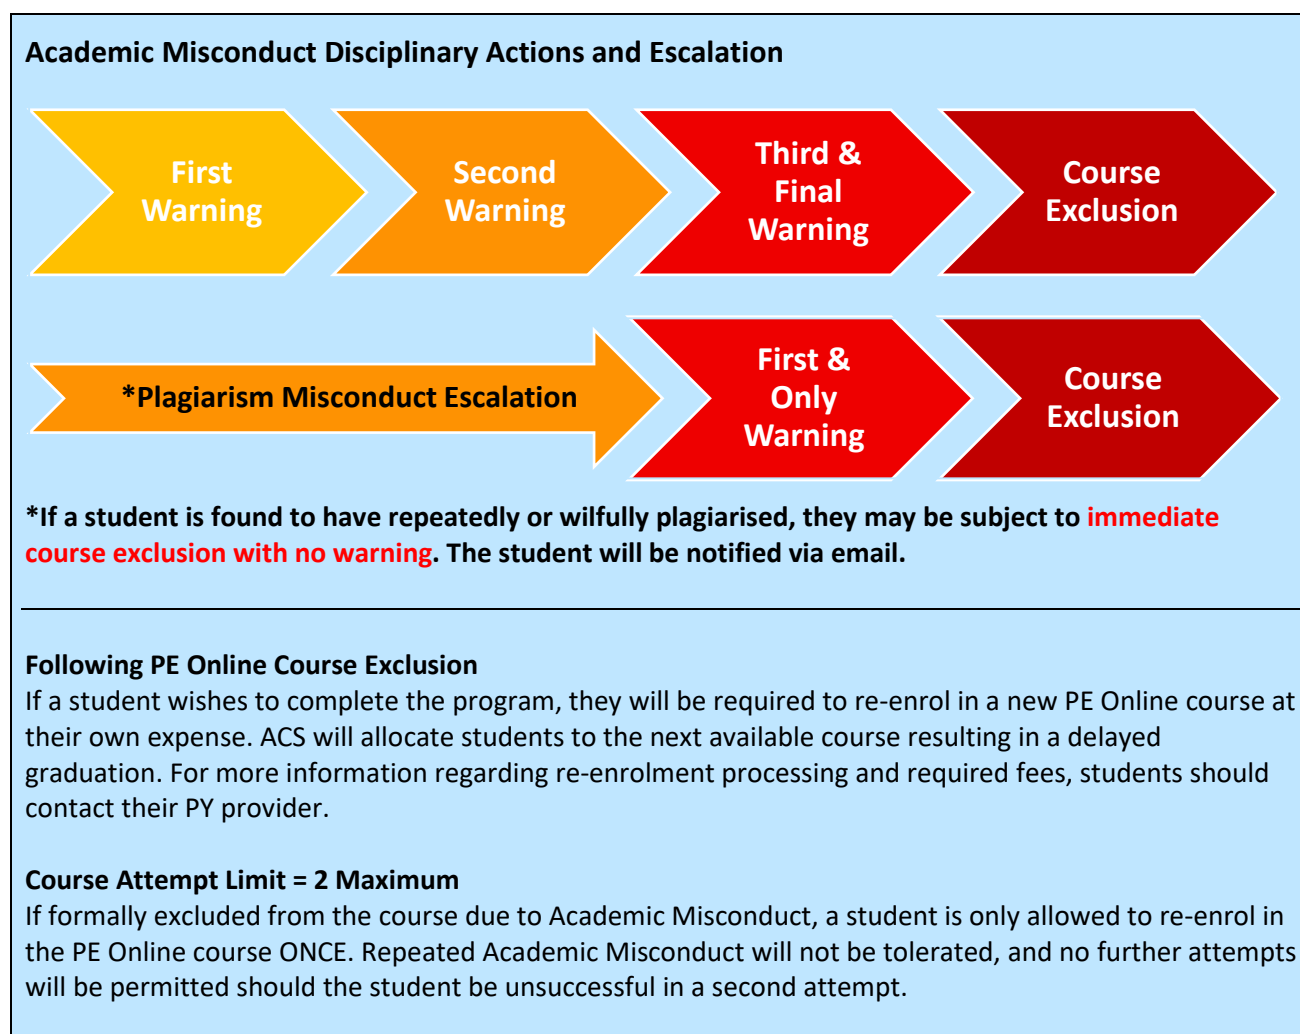 Academic Misconduct Disciplinary Actions and Escalation
First
Warning
Second
Warning
Third &
Final
Warning
Course
Exclusion
*Plagiarism Misconduct Escalation
First &
Only
Warning
Course
Exclusion
*If a student is found to have repeatedly or wilfully plagiarised, they may be subject to immediate
course exclusion with no warning. The student will be notified via email.
Following PE Online Course Exclusion
If a student wishes to complete the program, they will be required to re-enrol in a new PE Online course at
their own expense. ACS will allocate students to the next available course resulting in a delayed
graduation. For more information regarding re-enrolment processing and required fees, students should
contact their PY provider.
Course Attempt Limit = 2 Maximum
If formally excluded from the course due to Academic Misconduct, a student is only allowed to re-enrol in
the PE Online course ONCE. Repeated Academic Misconduct will not be tolerated, and no further attempts
will be permitted should the student be unsuccessful in a second attempt.